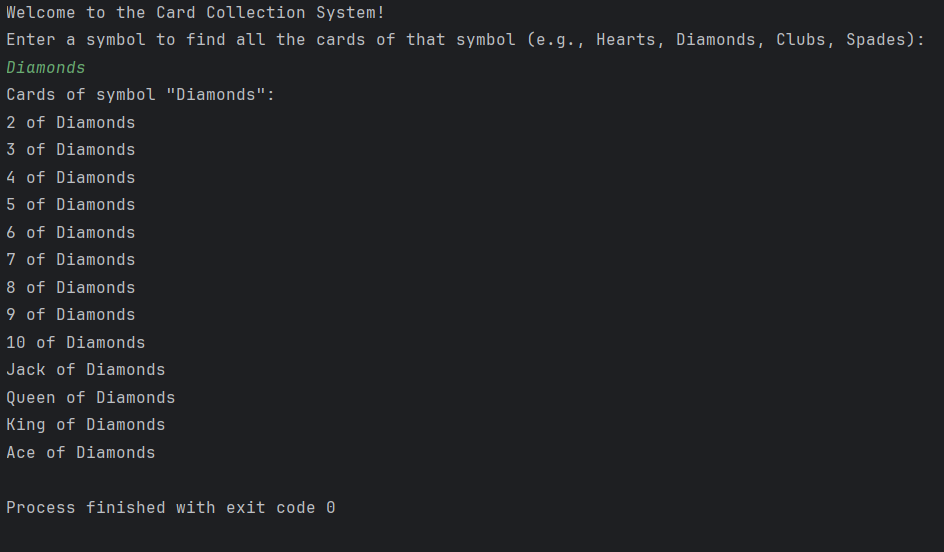 Welcome to the Card Collection System!
Enter a symbol to find all the cards of that symbol (e.g., Hearts, Diamonds, Clubs, Spades):
Diamonds
Cards of symbol "Diamonds":
2 of Diamonds
3 of Diamonds
4 of Diamonds
5 of Diamonds
6 of Diamonds
7 of Diamonds
8 of Diamonds
9 of Diamonds
10 of Diamonds
Jack of Diamonds
Queen of Diamonds
King of Diamonds
Ace of Diamonds
Process finished with exit code 0